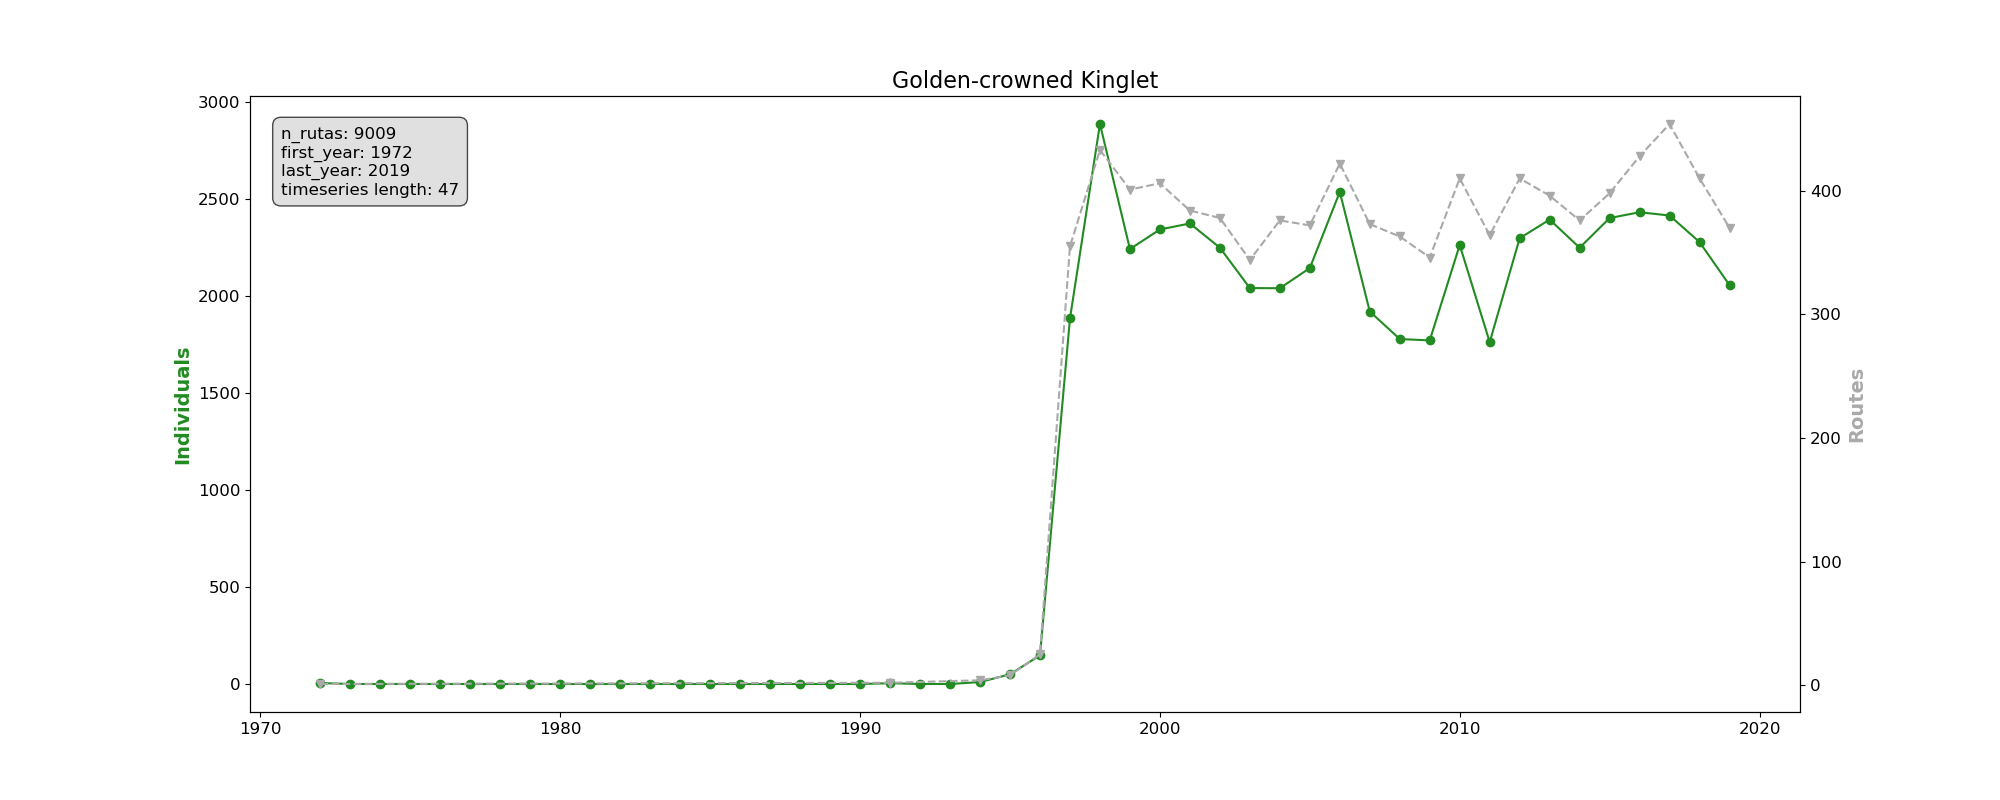 Golden-crowned Kinglet
n_rutas: 9009
first_year: 1972
last_year: 2019
timeseries length: 47
Individuals
3000
2500
2000
1500
1000
500
0
Routes
400
300
200
100
0
1970
1980
1990
2000
2010
2020